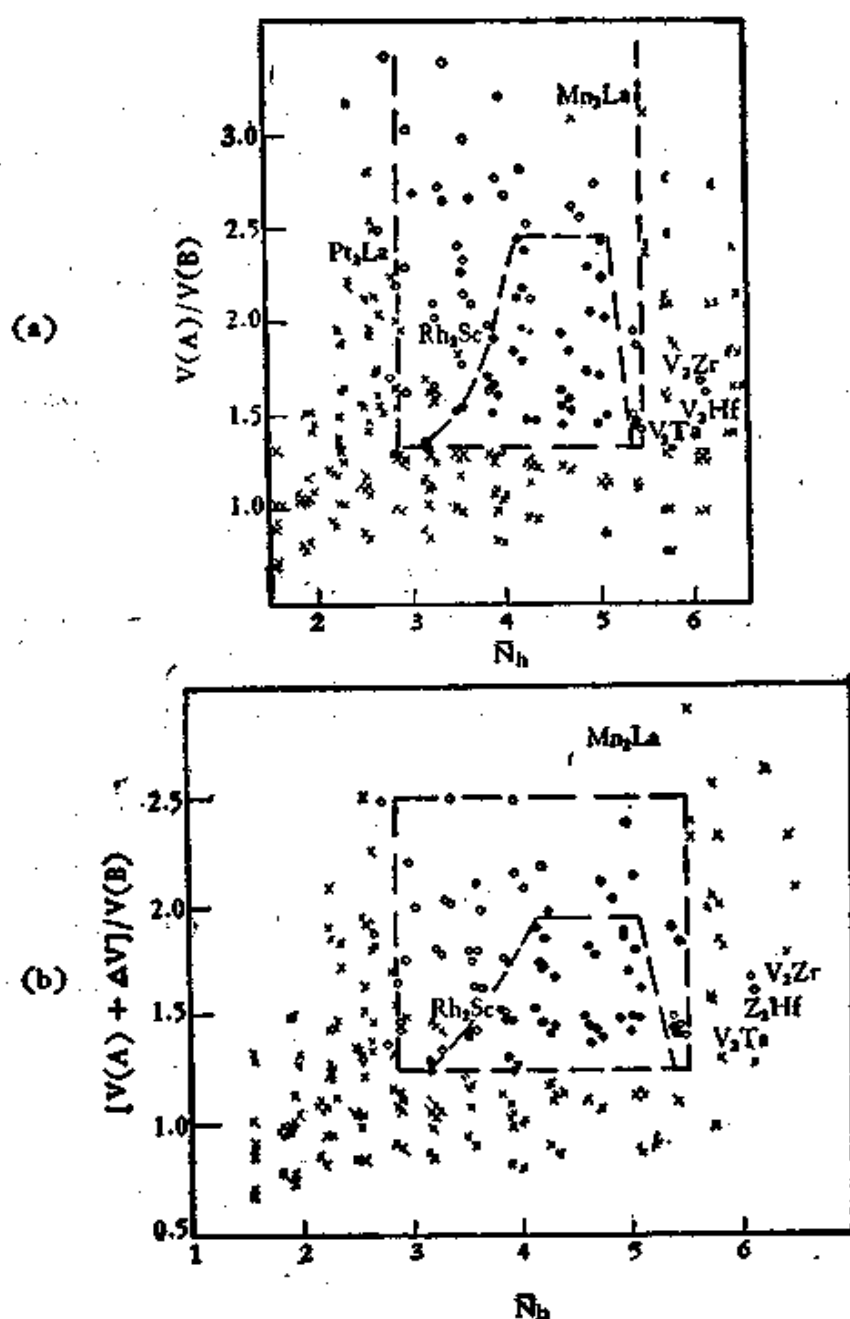 (a)
V(A)/V(B)
3.0
2.5
2.0
1.5
1.0
2
3
4
5
6
N̄h
Mn₂La
Pt₂La
Rh₂Sc
V₂Zr
V₂Hf
V₂Ta
(b)
[V(A) + ΔV]/V(B)
2.5
2.0
1.5
1.0
0.5
1
2
3
4
5
6
N̄h
Mn₂La
Rh₂Sc
V₂Zr
Z₂Hf
V₂Ta